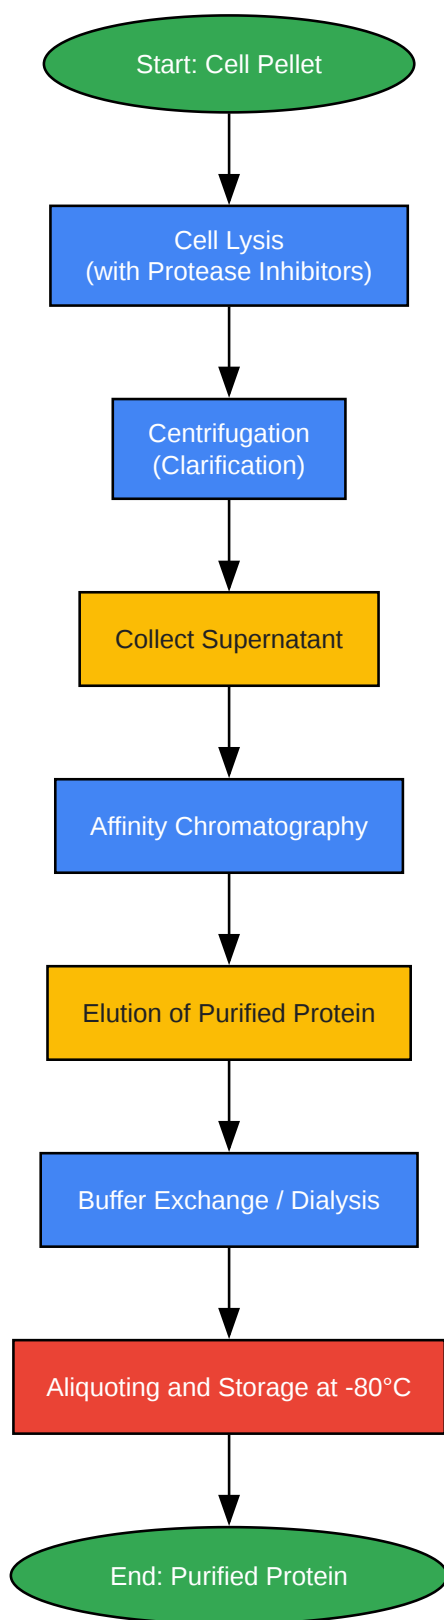 Start: Cell Pellet
Cell Lysis
(with Protease Inhibitors)
Centrifugation
(Clarification)
Collect Supernatant
Affinity Chromatography
Elution of Purified Protein
Buffer Exchange / Dialysis
Aliquoting and Storage at -80°C
End: Purified Protein